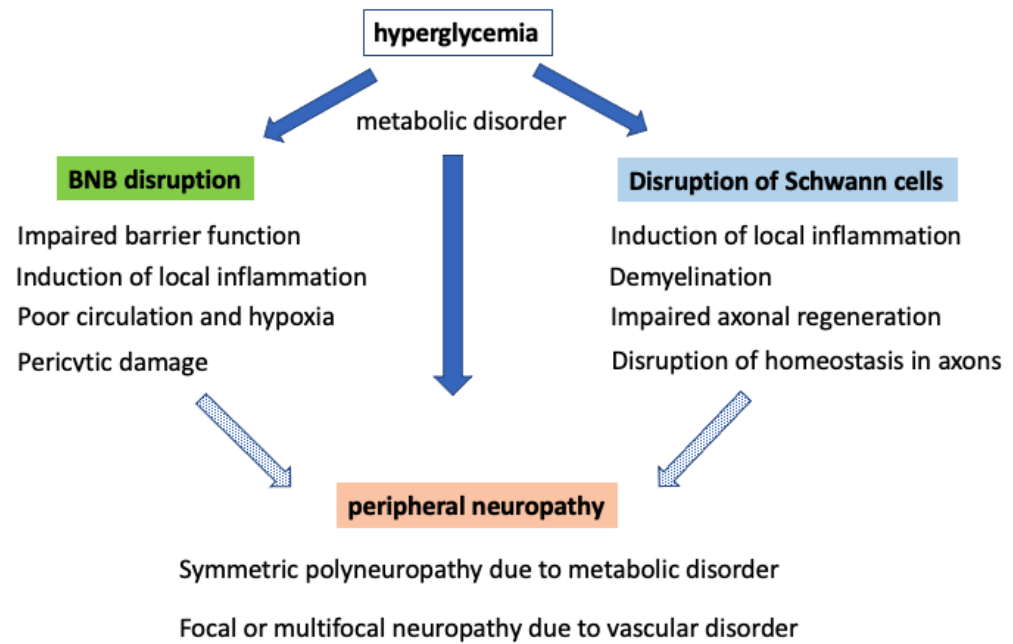 hyperglycemia
metabolic disorder
BNB disruption
Impaired barrier function
Induction of local inflammation
Poor circulation and hypoxia
Pericvtic damage
Disruption of Schwann cells
Induction of local inflammation
Demyelination
Impaired axonal regeneration
Disruption of homeostasis in axons
peripheral neuropathy
Symmetric polyneuropathy due to metabolic disorder
Focal or multifocal neuropathy due to vascular disorder